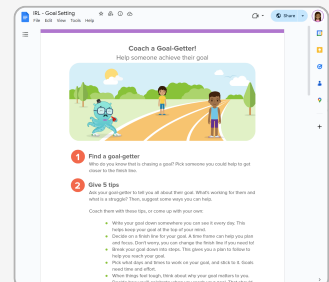 IRL - Goal Setting
File Edit View Tools Help
Share
Coach a Goal-Getter!
Help someone achieve their goal
1 Find a goal-getter
Who do you know that is chasing a goal? Pick someone you could help to get
closer to the finish line.
2 Give 5 tips
Ask your goal-getter to tell you all about their goal. What's working for them and
what is a struggle? Then, suggest some ways you can help.
Coach them with these tips, or come up with your own:
Write your goal down somewhere you can see it every day. This
helps keep your goal at the top of your mind.
Decide on a finish line for your goal. A time frame can help you plan
and focus. Don't worry, you can change the finish line if you need to!
Break your goal down into steps. This gives you a plan to follow to
help you reach your goal.
Pick what days and times to work on your goal, and stick to it. Goals
need time and effort.
When things feel tough, think about why your goal matters to you.